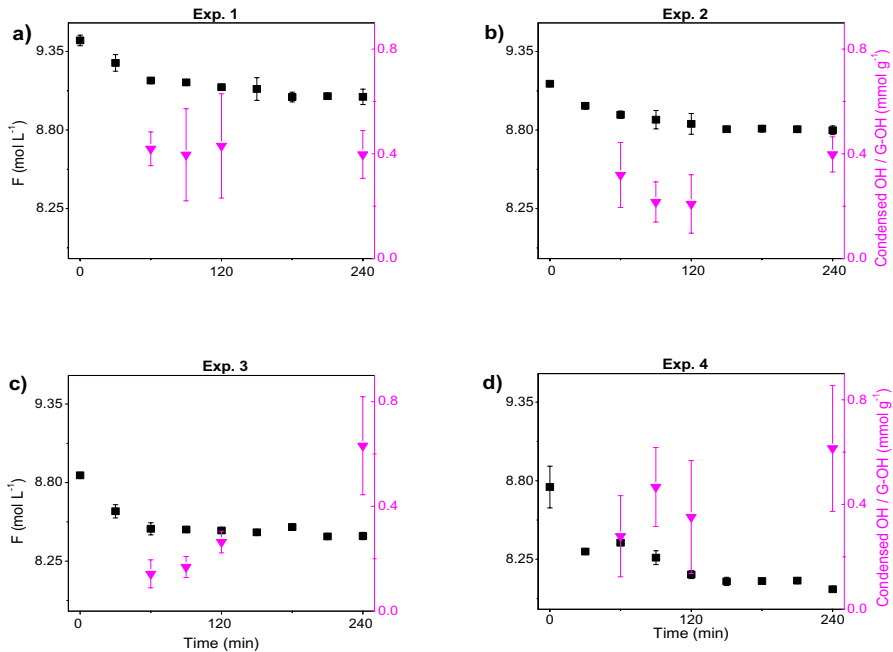 Exp. 1
a)
9.35
8.80
8.25
F (mol L⁻¹)
0.8
0.4
0.0
0
120
240
Exp. 2
b)
9.35
8.80
8.25
0.8
0.4
0.0
Condensed OH / G-OH (mmol g⁻¹)
0
120
240
Exp. 3
c)
9.35
8.80
8.25
F (mol L⁻¹)
0.8
0.4
0.0
0
120
240
Time (min)
Exp. 4
d)
9.35
8.80
8.25
0.8
0.4
0.0
Condensed OH / G-OH (mmol g⁻¹)
0
120
240
Time (min)